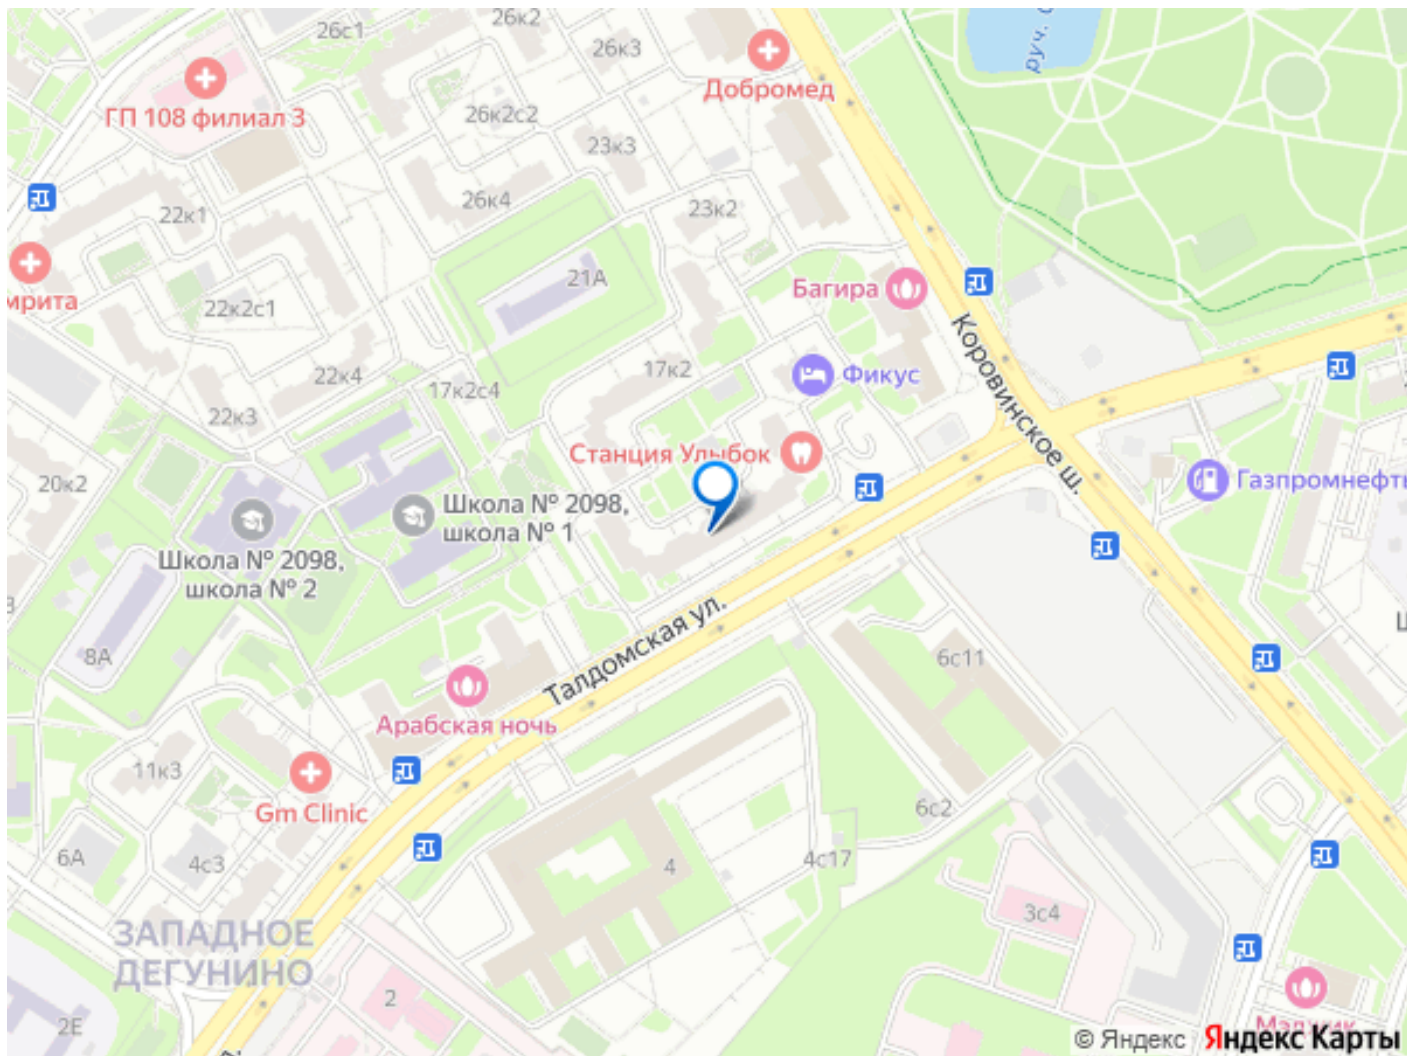 26с1
26к2
26к3
руч.
Добромед
ГП 108 филиал 3
26к2с2
23к3
22к1
26к4
23к2
мрита
21А
Багира
22к2с1
Коровинское ш.
22к4
17к2
Фикус
17к2с4
22к3
Станция Улыбок
20к2
Газпромнефть
Школа № 2098,
школа № 1
Школа № 2098,
школа № 2
8А
Талдомская ул.
6с11
Арабская ночь
11к3
Gm Clinic
6с2
6А
4с3
4
4с17
3с4
ЗАПАДНОЕ
ДЕГУНИНО
2
2Е
Мэджик
© Яндекс Яндекс Карты